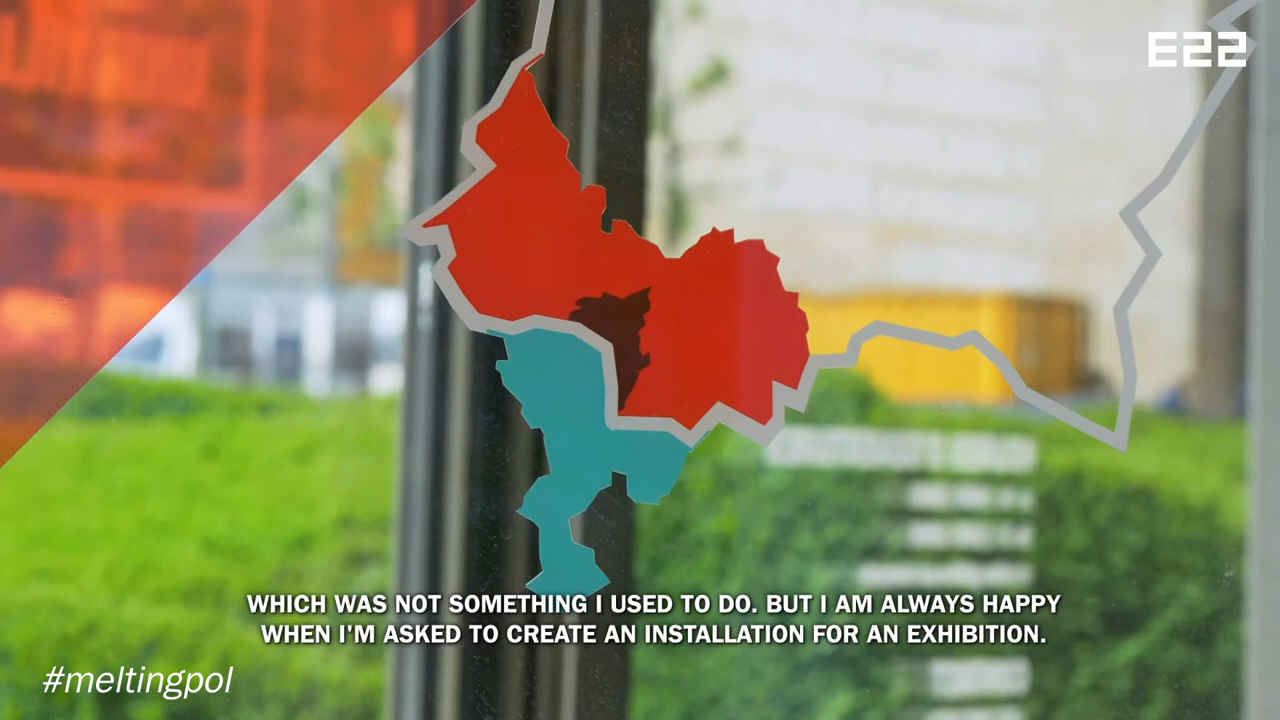 E22
WHICH WAS NOT SOMETHING I USED TO DO. BUT I AM ALWAYS HAPPY
WHEN I'M ASKED TO CREATE AN INSTALLATION FOR AN EXHIBITION.
#meltingpol